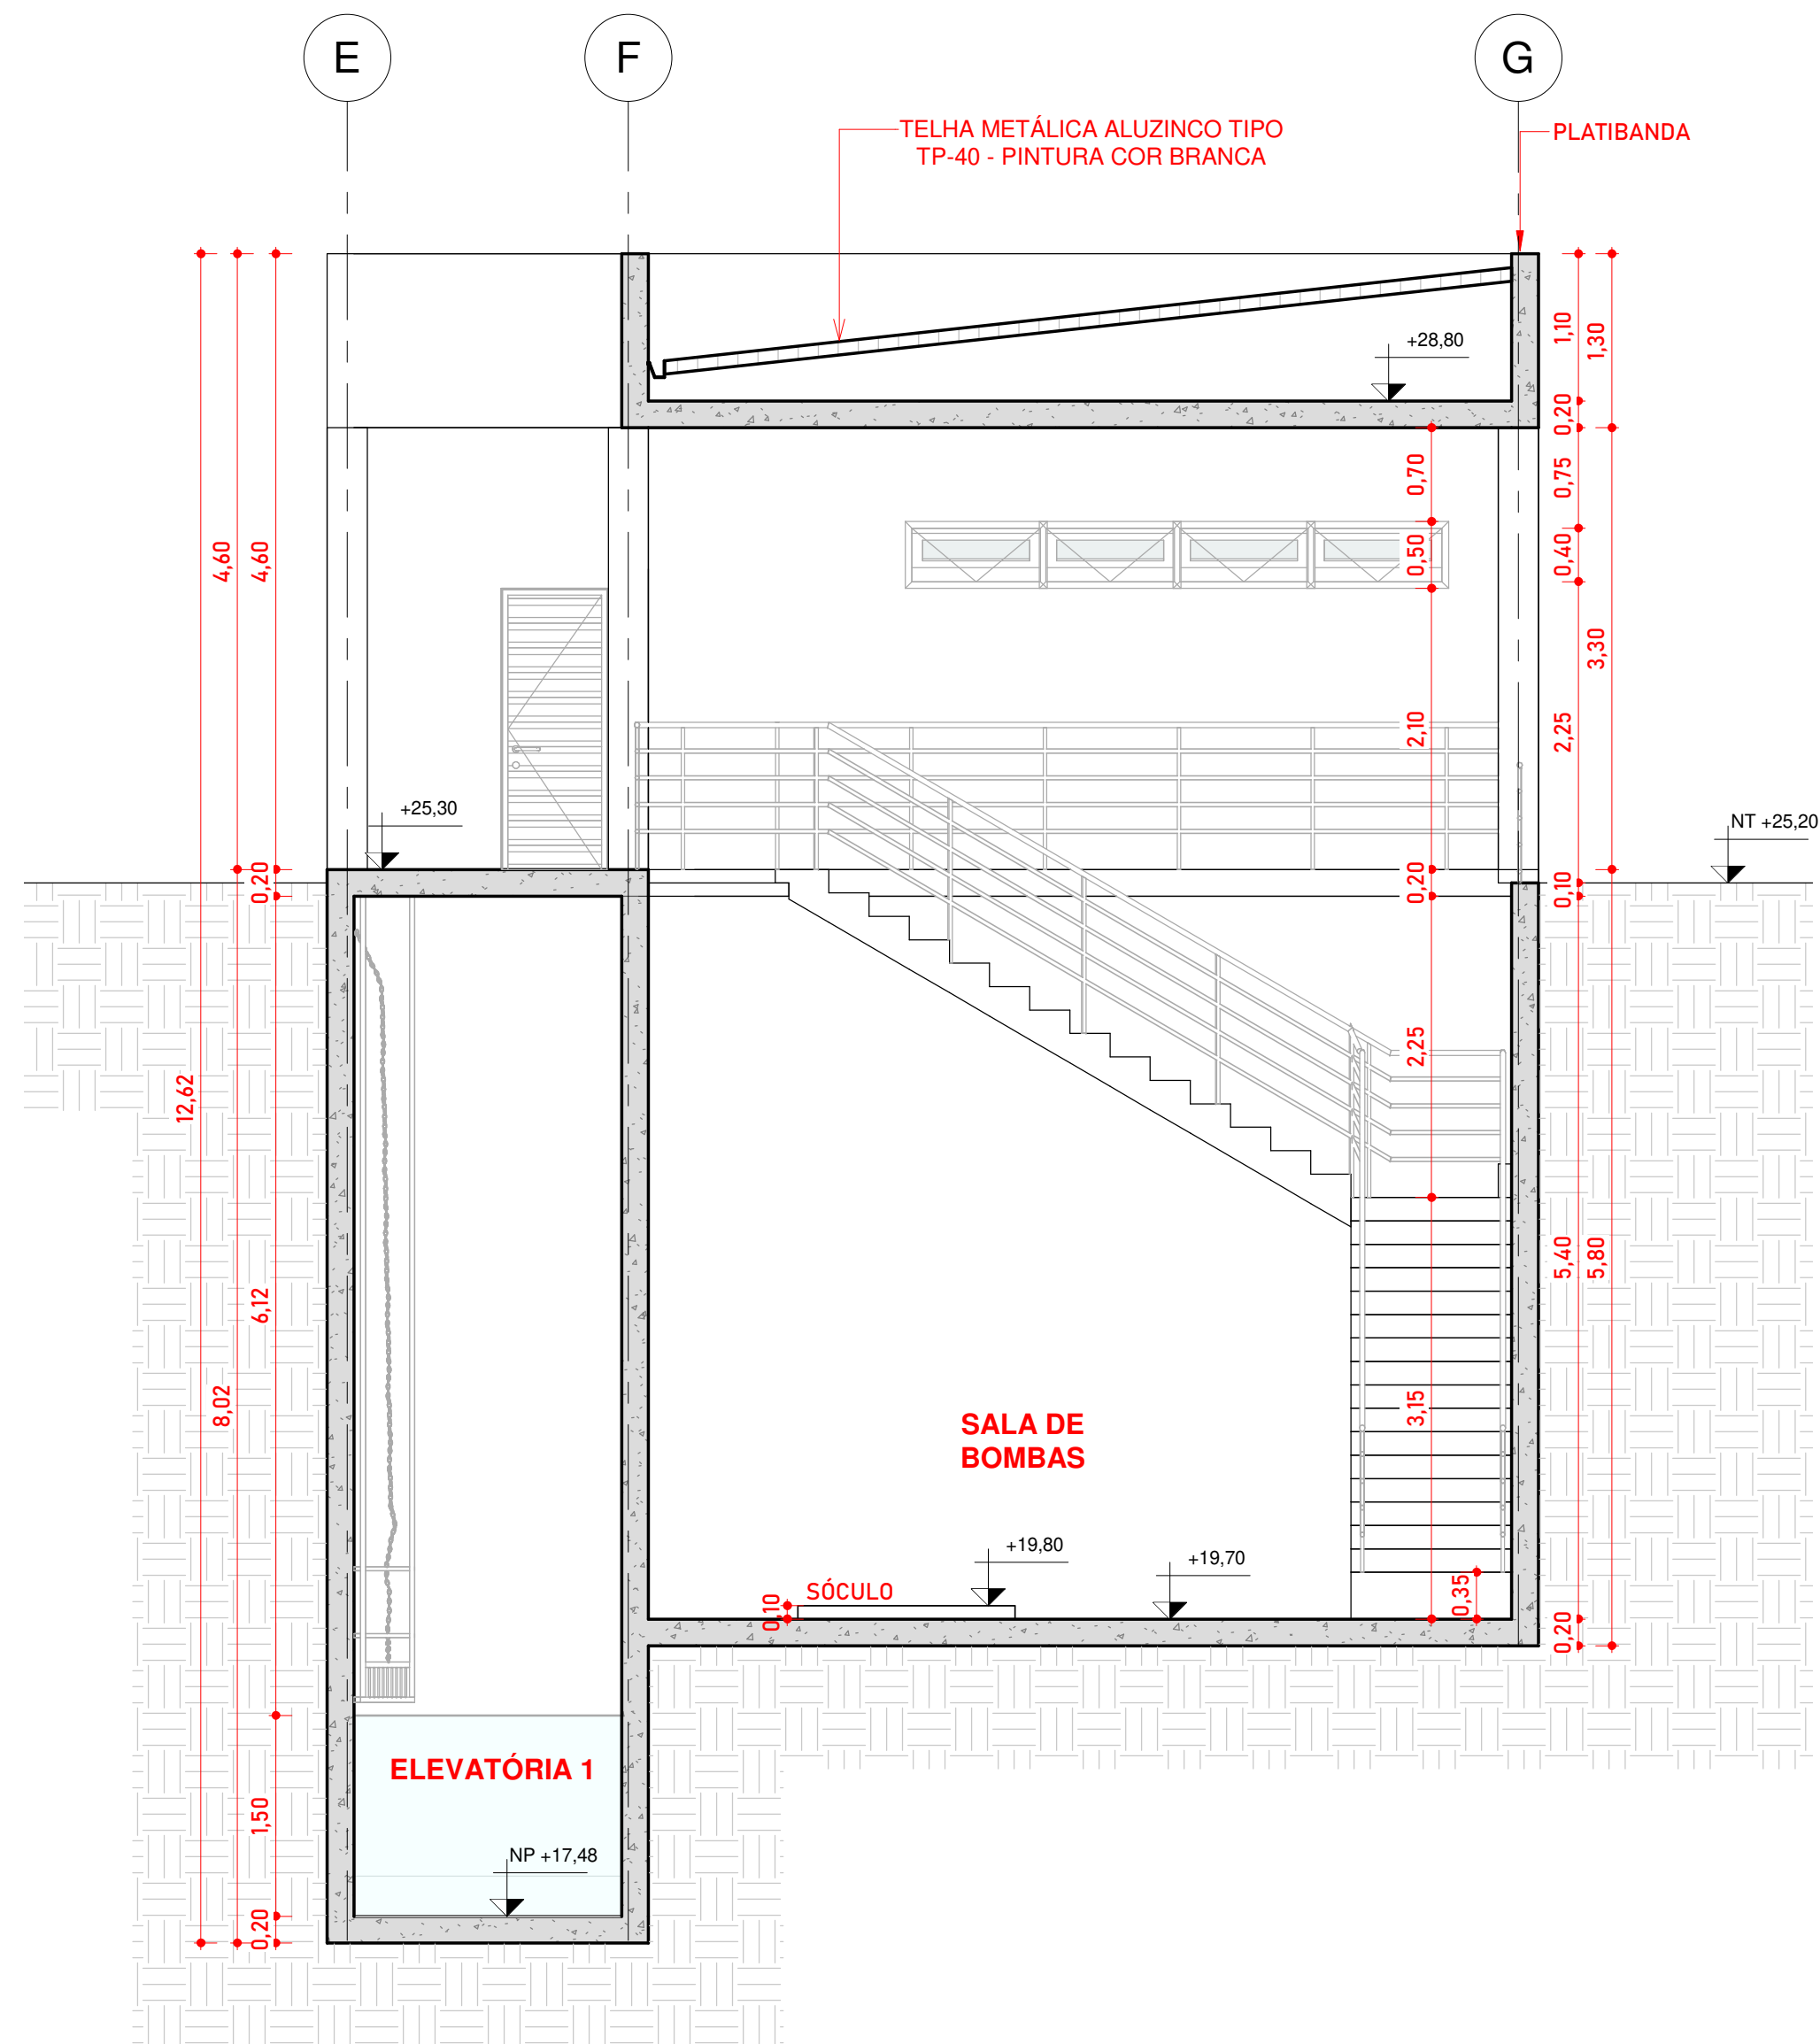 E
F
G
TELHA METÁLICA ALUZINCO TIPO
TP-40 - PINTURA COR BRANCA
PLATIBANDA
+28,80
1,10
1,30
0,20
0,70
0,75
4,60
4,60
0,50
0,40
3,30
2,10
2,25
+25,30
NT +25,20
0,20
0,20
0,10
12,62
2,25
6,12
5,40
5,80
8,02
3,15
SALA DE
BOMBAS
+19,80
+19,70
SÓCULO
0,10
0,35
0,20
ELEVATÓRIA 1
1,50
NP +17,48
0,20